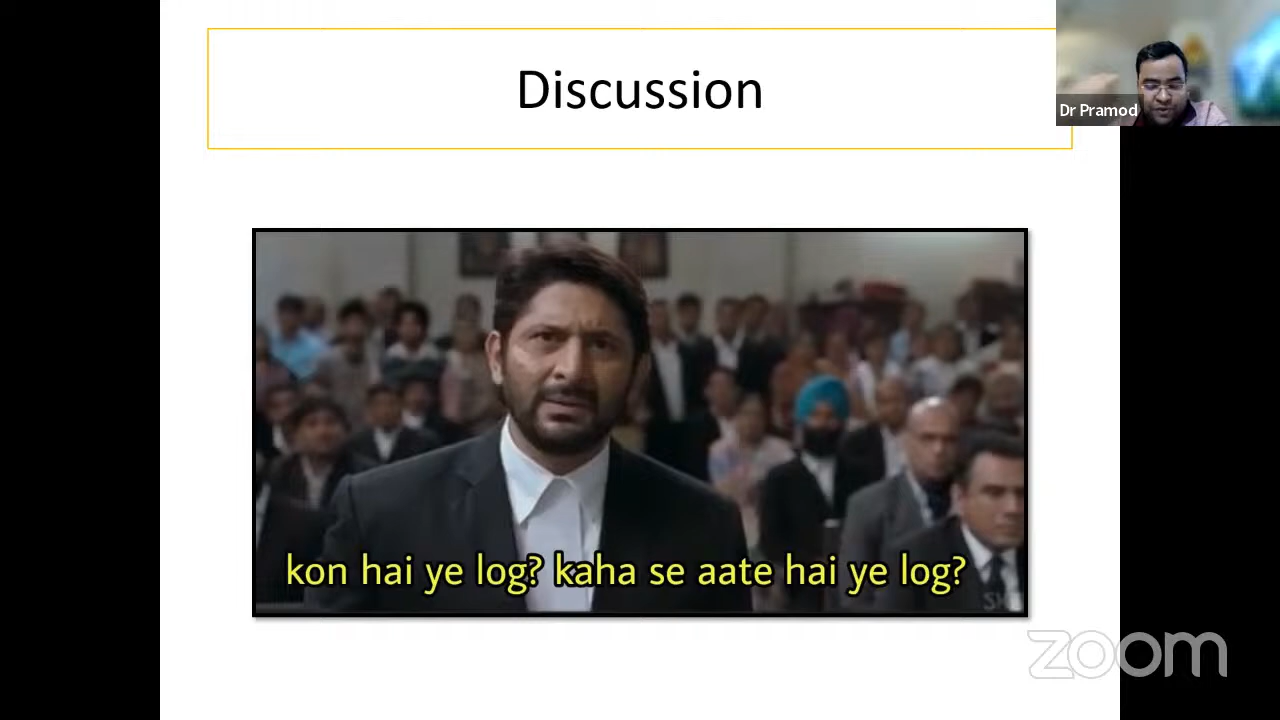 Discussion
Dr Pramod
kon hai ye log? kaha se aate hai ye log?
zoom